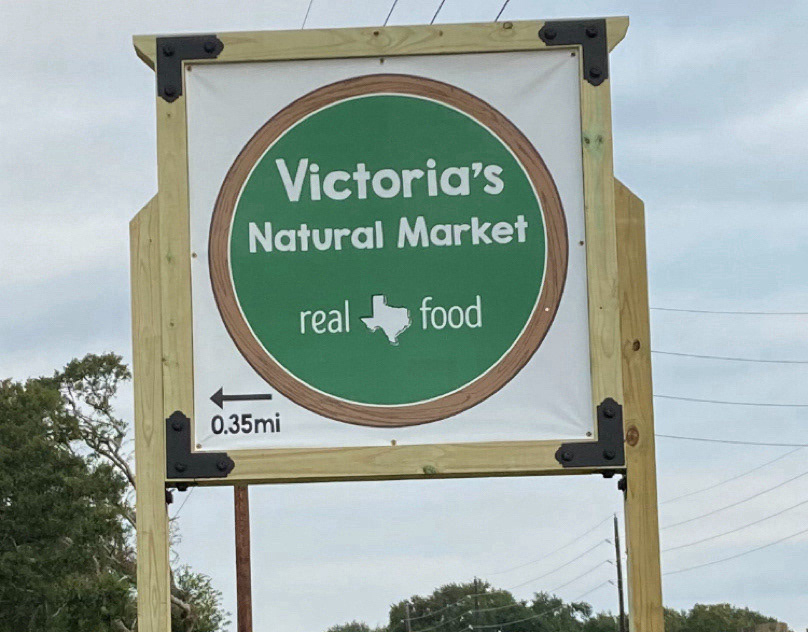 Victoria's
Natural Market
real food
0.35mi